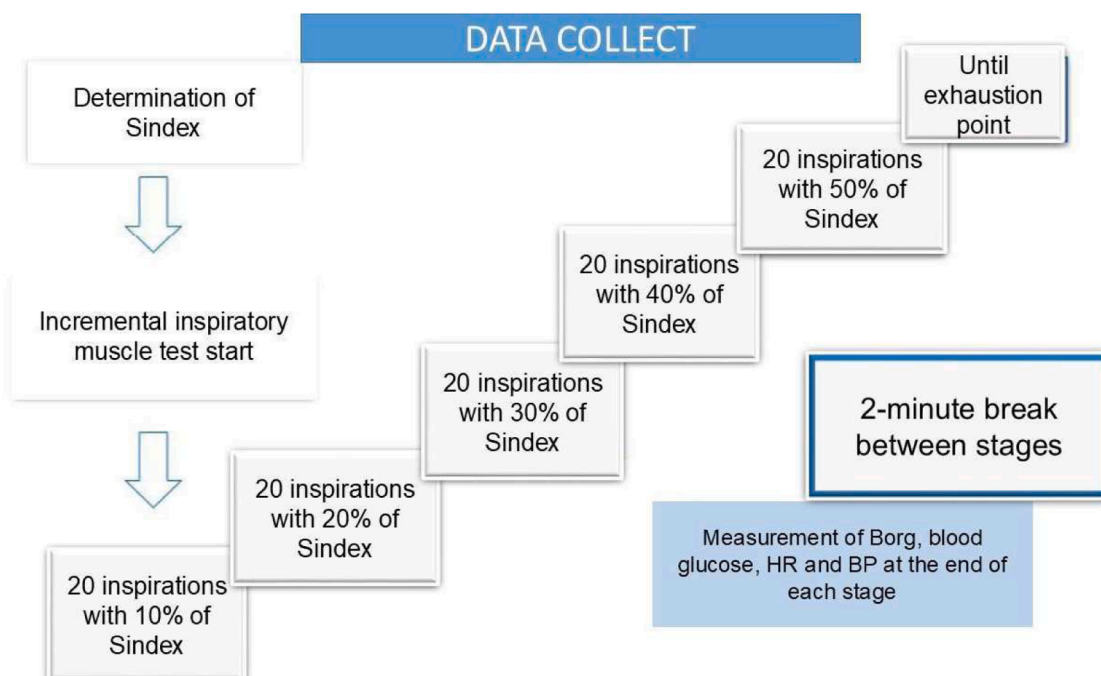 DATA COLLECT
Determination of
Sindex
Incremental inspiratory
muscle test start
20 inspirations
with 10% of
Sindex
20 inspirations
with 20% of
Sindex
20 inspirations
with 30% of
Sindex
20 inspirations
with 40% of
Sindex
20 inspirations
with 50% of
Sindex
Until
exhaustion
point
2-minute break
between stages
Measurement of Borg, blood
glucose, HR and BP at the end of
each stage